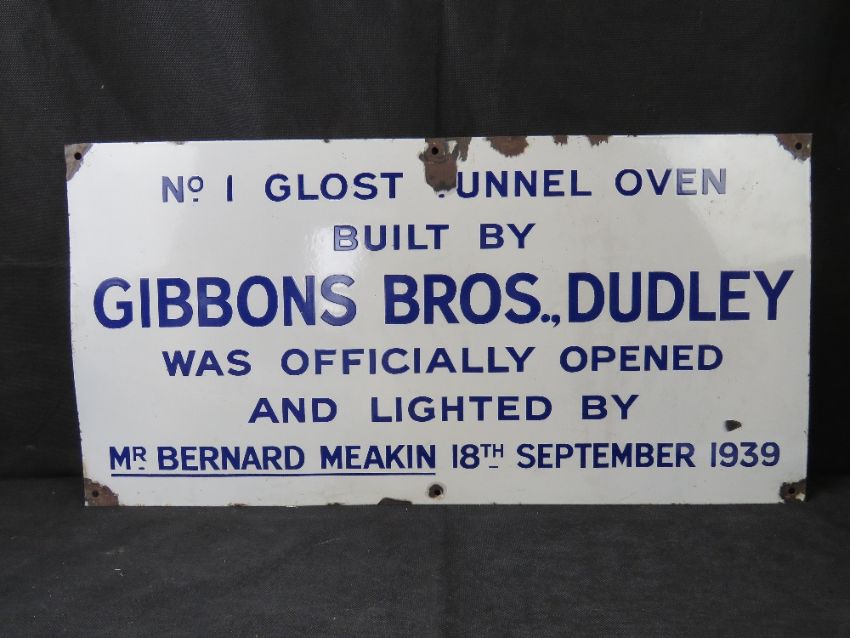 Nº 1 GLOST TUNNEL OVEN
BUILT BY
GIBBONS BROS., DUDLEY
WAS OFFICIALLY OPENED
AND LIGHTED BY
MR BERNARD MEAKIN 18TH SEPTEMBER 1939